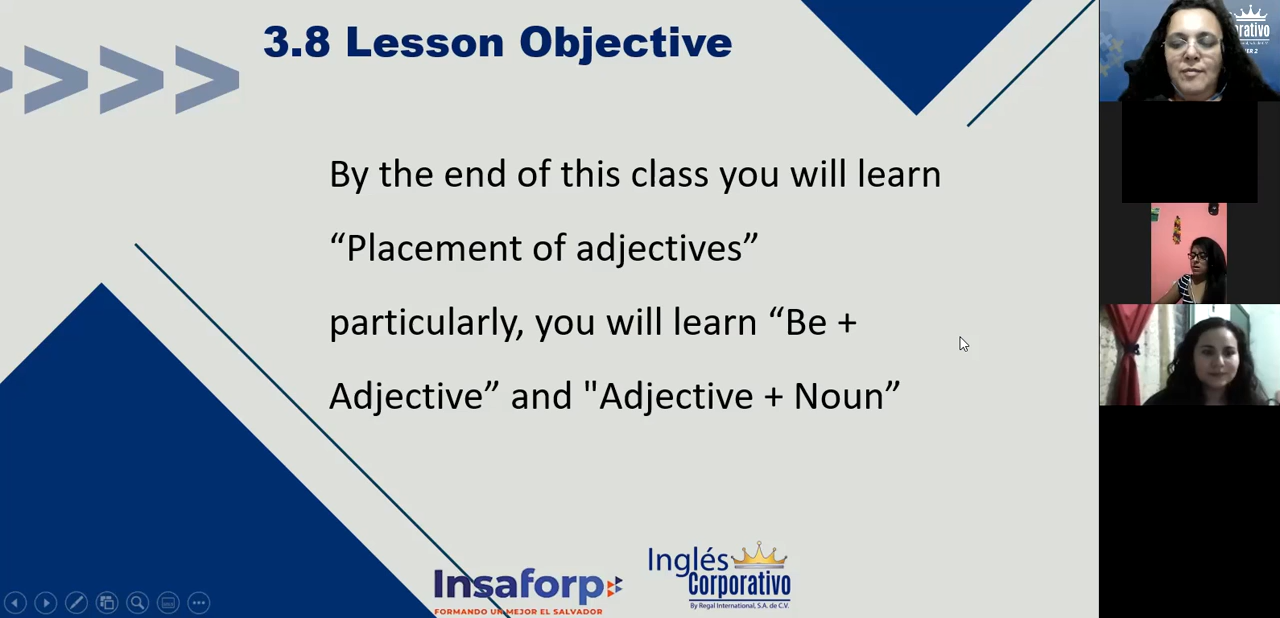 3.8 Lesson Objective
By the end of this class you will learn
“Placement of adjectives”
particularly, you will learn “Be +
Adjective” and "Adjective + Noun”
Insaforp
FORMANDO UN MEJOR EL SALVADOR
Inglés
Corporativo
By Regal International, S.A. de C.V.